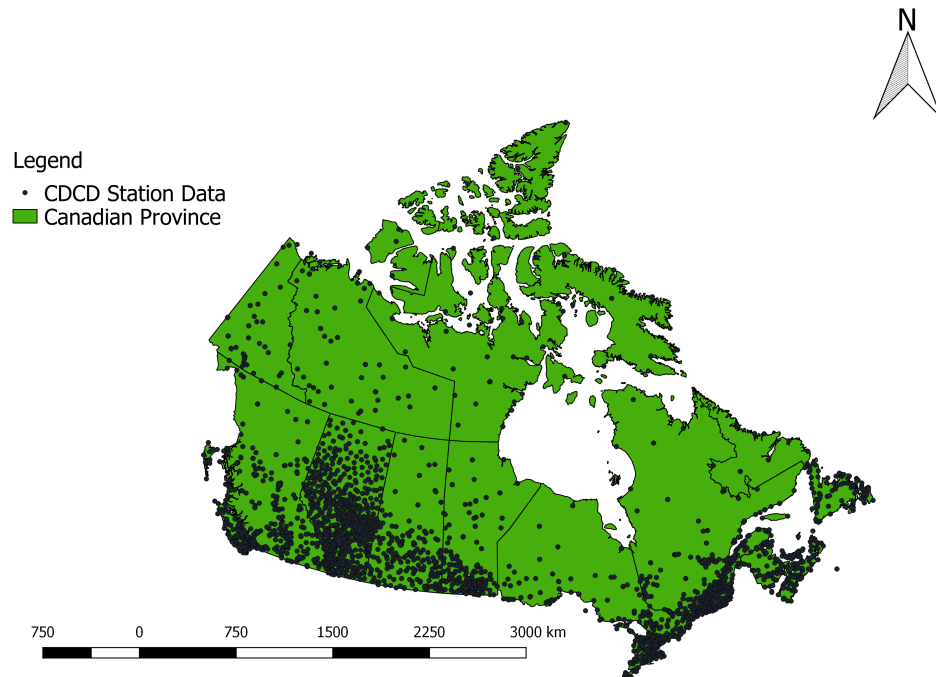 N
Legend
CDCD Station Data
Canadian Province
750 0 750 1500 2250 3000 km